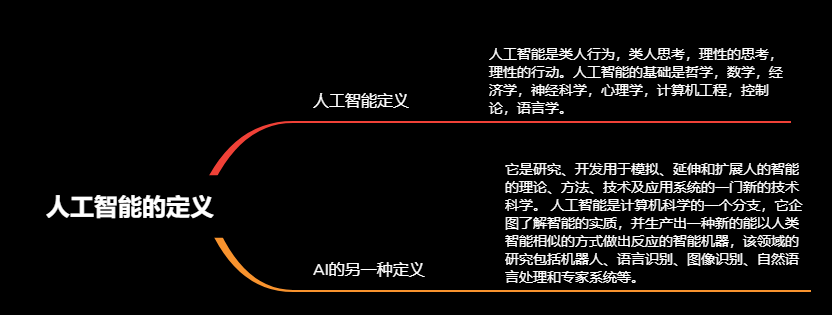 人工智能的定义
人工智能定义
人工智能是类人行为，类人思考，理性的思考，
理性的行动。人工智能的基础是哲学，数学，经
济学，神经科学，心理学，计算机工程，控制
论，语言学。
AI的另一种定义
它是研究、开发用于模拟、延伸和扩展人的智能
的理论、方法、技术及应用系统的一门新的技术
科学。 人工智能是计算机科学的一个分支，它企
图了解智能的实质，并生产出一种新的能以人类
智能相似的方式做出反应的智能机器，该领域的
研究包括机器人、语言识别、图像识别、自然语
言处理和专家系统等。